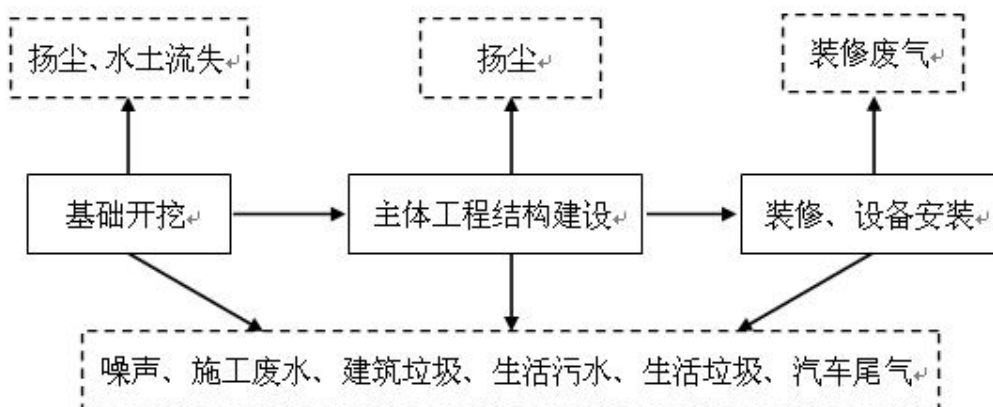 扬尘、水土流失
扬尘
装修废气
基础开挖
主体工程结构建设
装修、设备安装
噪声、施工废水、建筑垃圾、生活污水、生活垃圾、汽车尾气